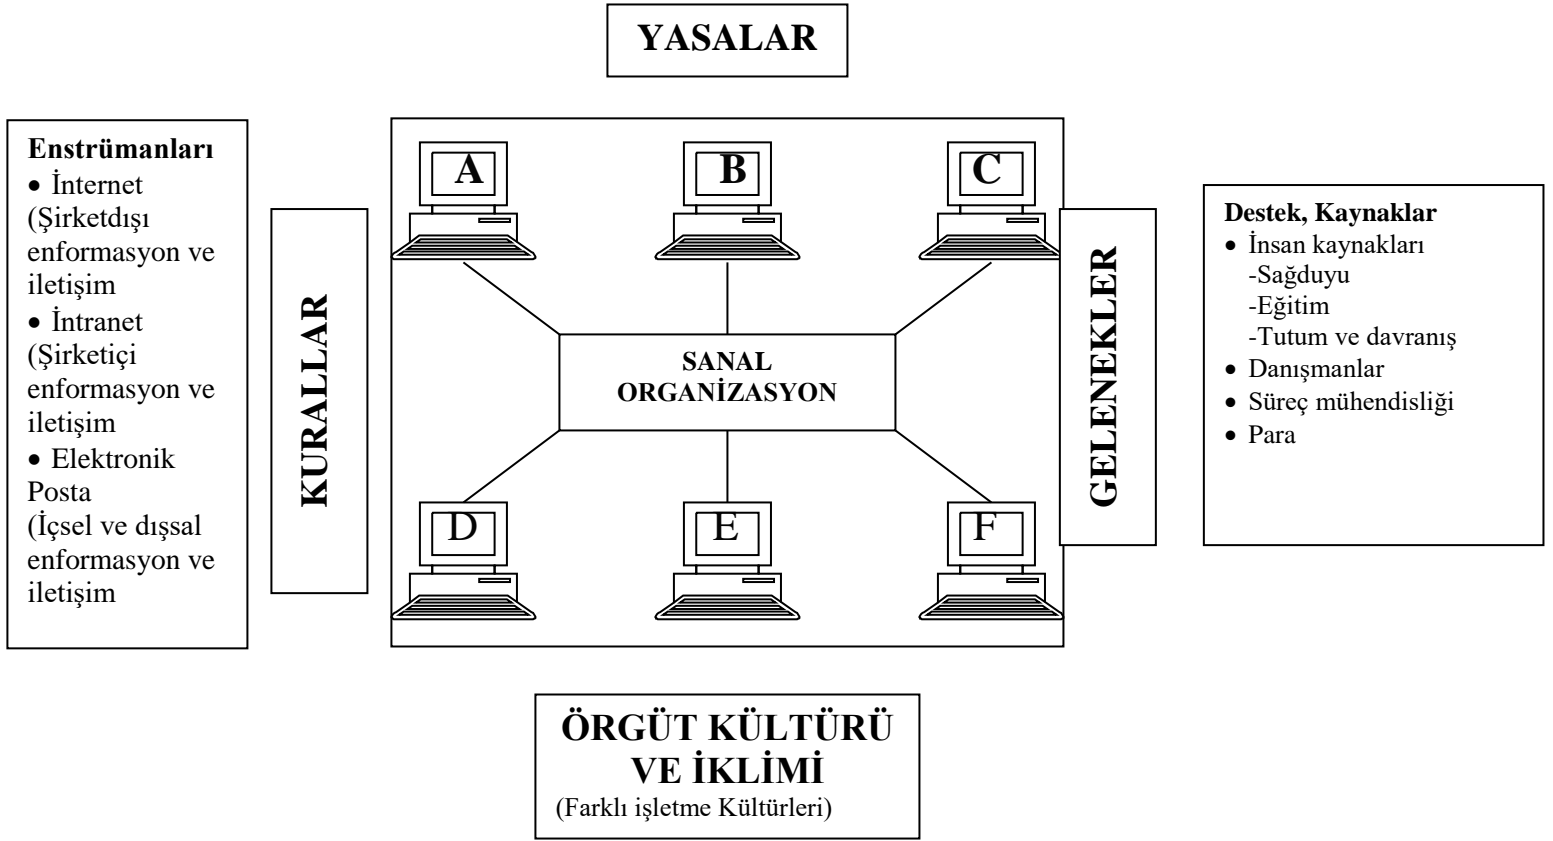 YASALAR
Enstrümanları
• İnternet
(Şirketdışı
enformasyon ve
iletişim
• İntranet
(Şirketiçi
enformasyon ve
iletişim
• Elektronik
Posta
(İçsel ve dışsal
enformasyon ve
iletişim
KURALLAR
A
B
C
SANAL
ORGANİZASYON
D
E
F
GELENEKLER
Destek, Kaynaklar
• İnsan kaynakları
-Sağduyu
-Eğitim
-Tutum ve davranış
• Danışmanlar
• Süreç mühendisliği
• Para
ÖRGÜT KÜLTÜRÜ
VE İKLİMİ
(Farklı işletme Kültürleri)